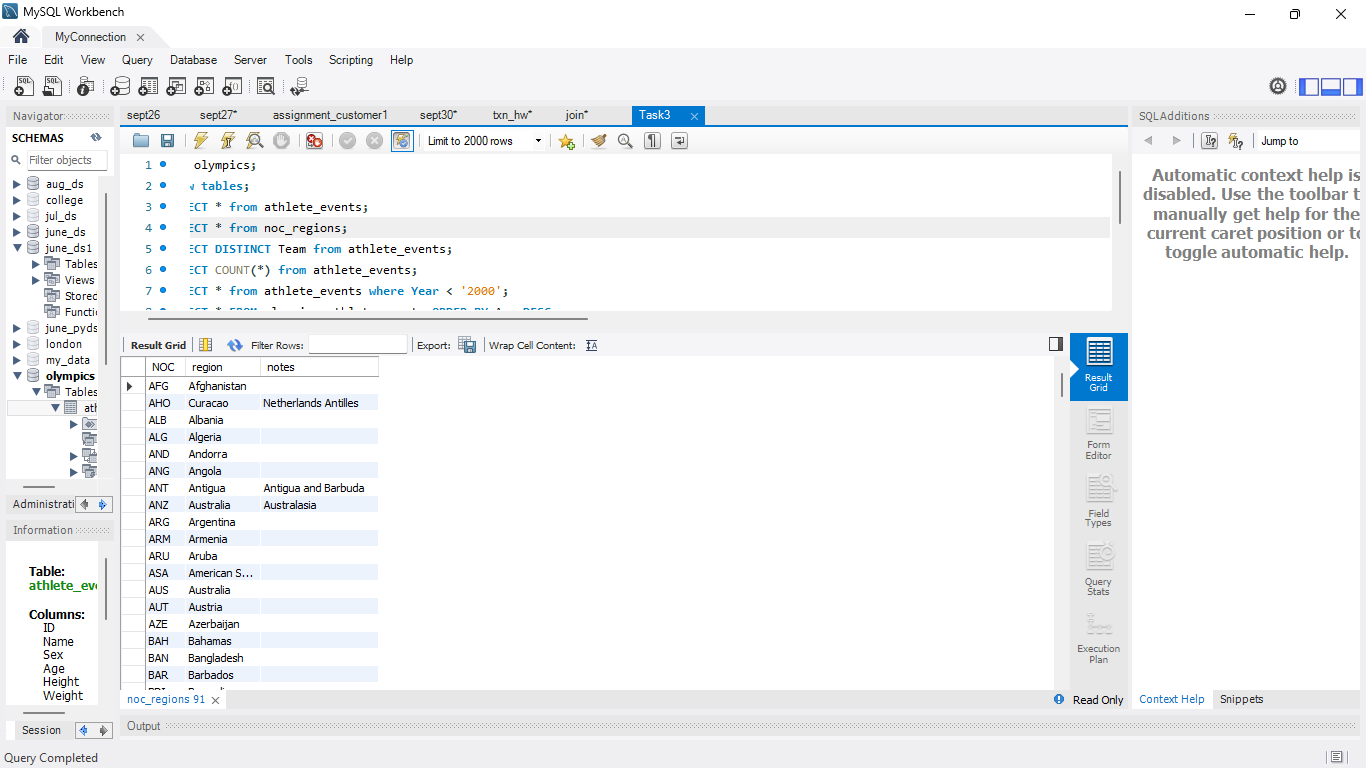 MySQL Workbench
MyConnection
File Edit View Query Database Server Tools Scripting Help
Navigator
SCHEMAS
Filter objects
aug_ds
college
jul_ds
june_ds
june_ds1
Tables
Views
Stored
Functi
june_pyds
london
my_data
olympics
Tables
ath
Administrati
Information
Table:
athlete_eve
Columns:
ID
Name
Sex
Age
Height
Weight
Session
Query Completed
sept26 sept27* assignment_customer1 sept30* txn_hw* join* Task3
Limit to 2000 rows
1 olympics;
2 w tables;
3 ECT * from athlete_events;
4 ECT * from noc_regions;
5 ECT DISTINCT Team from athlete_events;
6 ECT COUNT(*) from athlete_events;
7 ECT * from athlete_events where Year < '2000';
Result Grid Filter Rows: Export: Wrap Cell Content:
NOC region notes
AFG Afghanistan
AHO Curacao Netherlands Antilles
ALB Albania
ALG Algeria
AND Andorra
ANG Angola
ANT Antigua Antigua and Barbuda
ANZ Australia Australasia
ARG Argentina
ARM Armenia
ARU Aruba
ASA American S...
AUS Australia
AUT Austria
AZE Azerbaijan
BAH Bahamas
BAN Bangladesh
BAR Barbados
noc_regions 91
Read Only
Output
Result
Grid
Form
Editor
Field
Types
Query
Stats
Execution
Plan
SQLAdditions
Jump to
Automatic context help is
disabled. Use the toolbar t
manually get help for the
current caret position or to
toggle automatic help.
Context Help Snippets